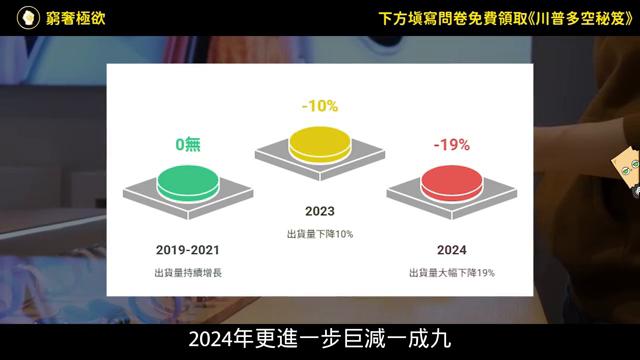 窮奢極欲
下方填寫問卷免費領取《川普多空秘笈》
-10%
0無
-19%
2023
出貨量下降10%
2019-2021
出貨量持續增長
2024
出貨量大幅下降19%
2024年更進一步巨減一成九